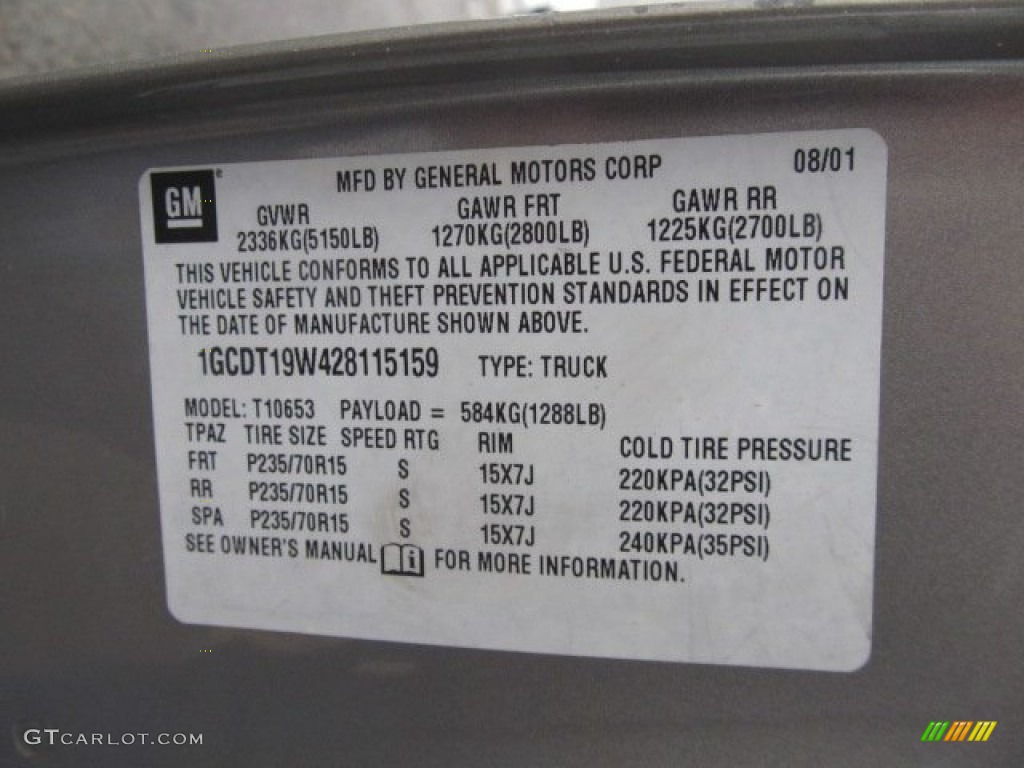 MFD BY GENERAL MOTORS CORP 08/01
GM
GVWR GAWR FRT GAWR RR
2336KG(5150LB) 1270KG(2800LB) 1225KG(2700LB)
THIS VEHICLE CONFORMS TO ALL APPLICABLE U.S. FEDERAL MOTOR
VEHICLE SAFETY AND THEFT PREVENTION STANDARDS IN EFFECT ON
THE DATE OF MANUFACTURE SHOWN ABOVE.
1GCDT19W428115159 TYPE: TRUCK
MODEL: T10653 PAYLOAD = 584KG(1288LB)
TPAZ TIRE SIZE SPEED RTG RIM COLD TIRE PRESSURE
FRT P235/70R15 S 15X7J 220KPA(32PSI)
RR P235/70R15 S 15X7J 220KPA(32PSI)
SPA P235/70R15 S 15X7J 240KPA(35PSI)
SEE OWNER'S MANUAL i FOR MORE INFORMATION.
GTCARLOT.COM